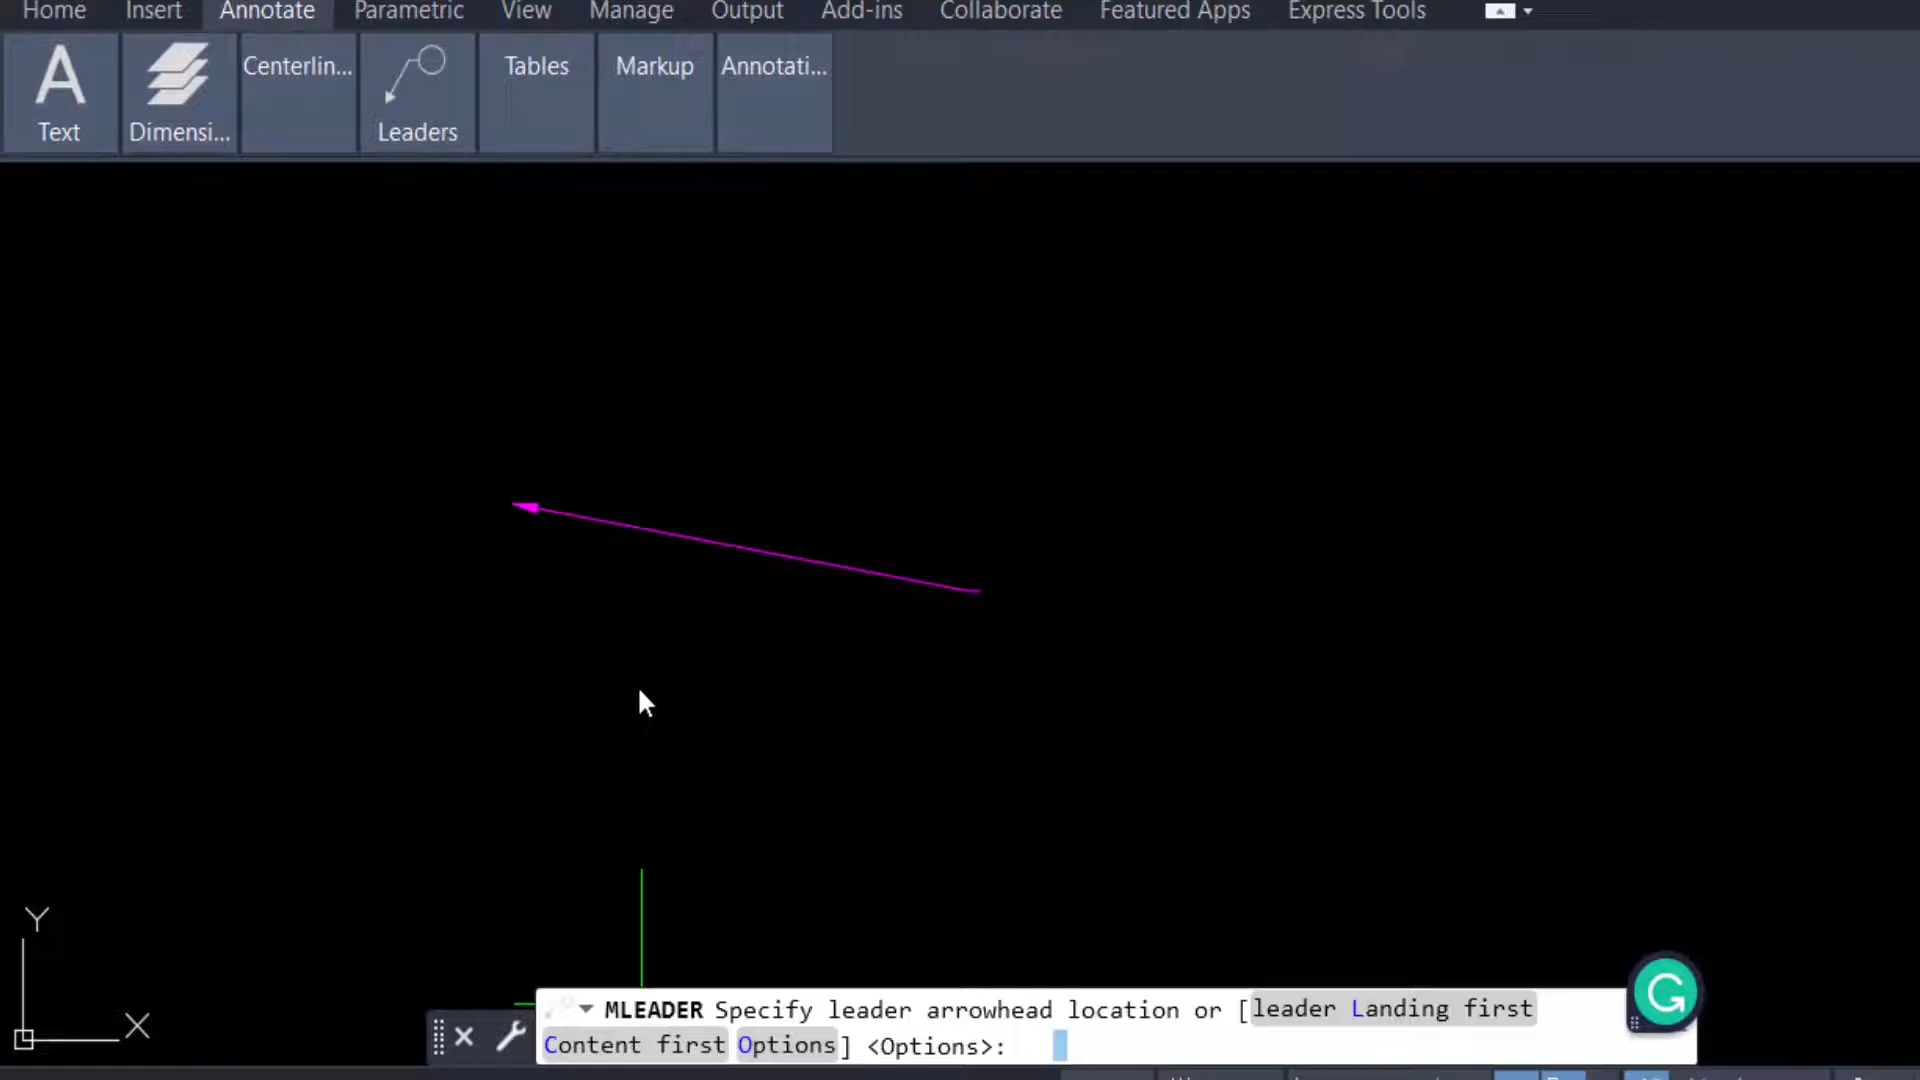 Home Insert Annotate Parametric View Manage Output Add-ins Collaborate Featured Apps Express Tools
A Centerlin... Tables Markup Annotati...
Text Dimensi... Leaders
Y
X
MLEADER Specify leader arrowhead location or [leader Landing first
Content first Options] <Options>:
G